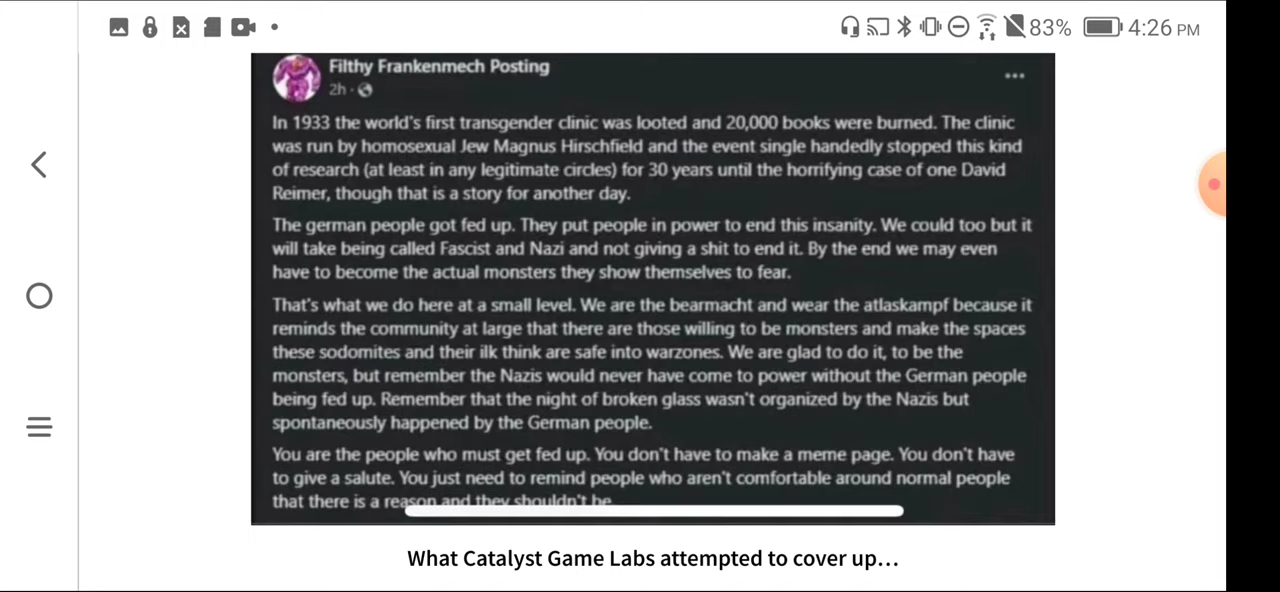 83% 4:26 PM
Filthy Frankenmech Posting
2h ·
In 1933 the world's first transgender clinic was looted and 20,000 books were burned. The clinic
was run by homosexual Jew Magnus Hirschfield and the event single handedly stopped this kind
of research (at least in any legitimate circles) for 30 years until the horrifying case of one David
Reimer, though that is a story for another day.
The german people got fed up. They put people in power to end this insanity. We could too but it
will take being called Fascist and Nazi and not giving a shit to end it. By the end we may even
have to become the actual monsters they show themselves to fear.
That's what we do here at a small level. We are the bearmacht and wear the atlaskampf because it
reminds the community at large that there are those willing to be monsters and make the spaces
these sodomites and their ilk think are safe into warzones. We are glad to do it, to be the
monsters, but remember the Nazis would never have come to power without the German people
being fed up. Remember that the night of broken glass wasn't organized by the Nazis but
spontaneously happened by the German people.
You are the people who must get fed up. You don't have to make a meme page. You don't have
to give a salute. You just need to remind people who aren't comfortable around normal people
that there is a reason and they shouldn't be
What Catalyst Game Labs attempted to cover up...